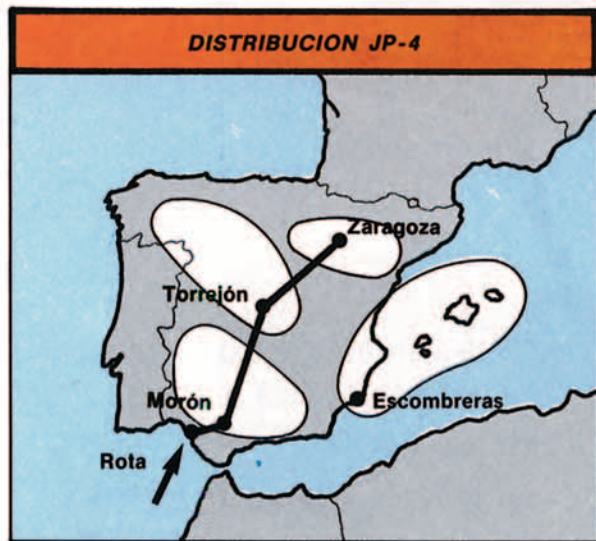 DISTRIBUCION JP-4
Zaragoza
Torrejón
Morón
Escombreras
Rota